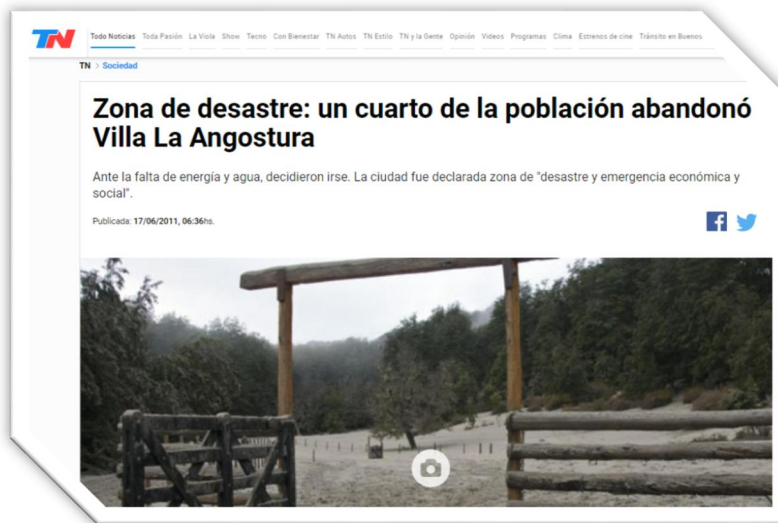 TN
Todo Noticias Toda Pasión La Viola Show Tecno Con Bienestar TN Autos TN Estilo TN y la Gente Opinión Videos Programas Clima Estrenos de cine Tránsito en Buenos
TN > Sociedad
Zona de desastre: un cuarto de la población abandonó
Villa La Angostura
Ante la falta de energía y agua, decidieron irse. La ciudad fue declarada zona de "desastre y emergencia económica y
social".
Publicada: 17/06/2011, 06:36hs.